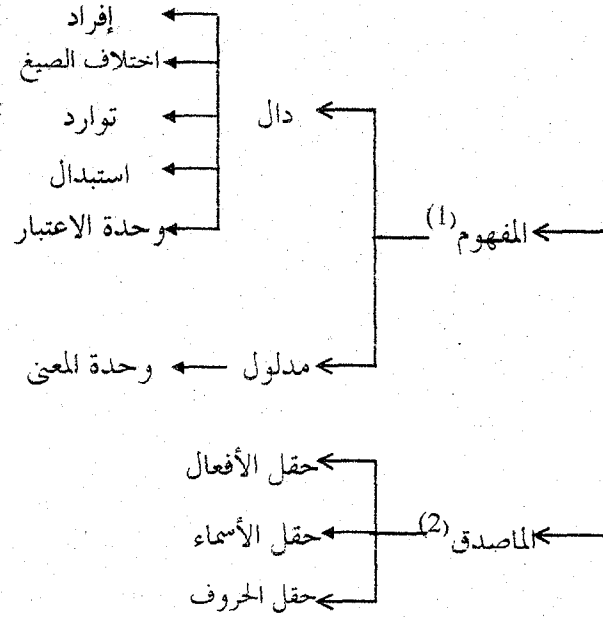 إفراد
اختلاف الصيغ
دال
توارد
استبدال
وحدة الاعتبار
المفهوم(1)
مدلول
وحدة المعنى
حقل الأفعال
الماصدق(2)
حقل الأسماء
حقل الحروف